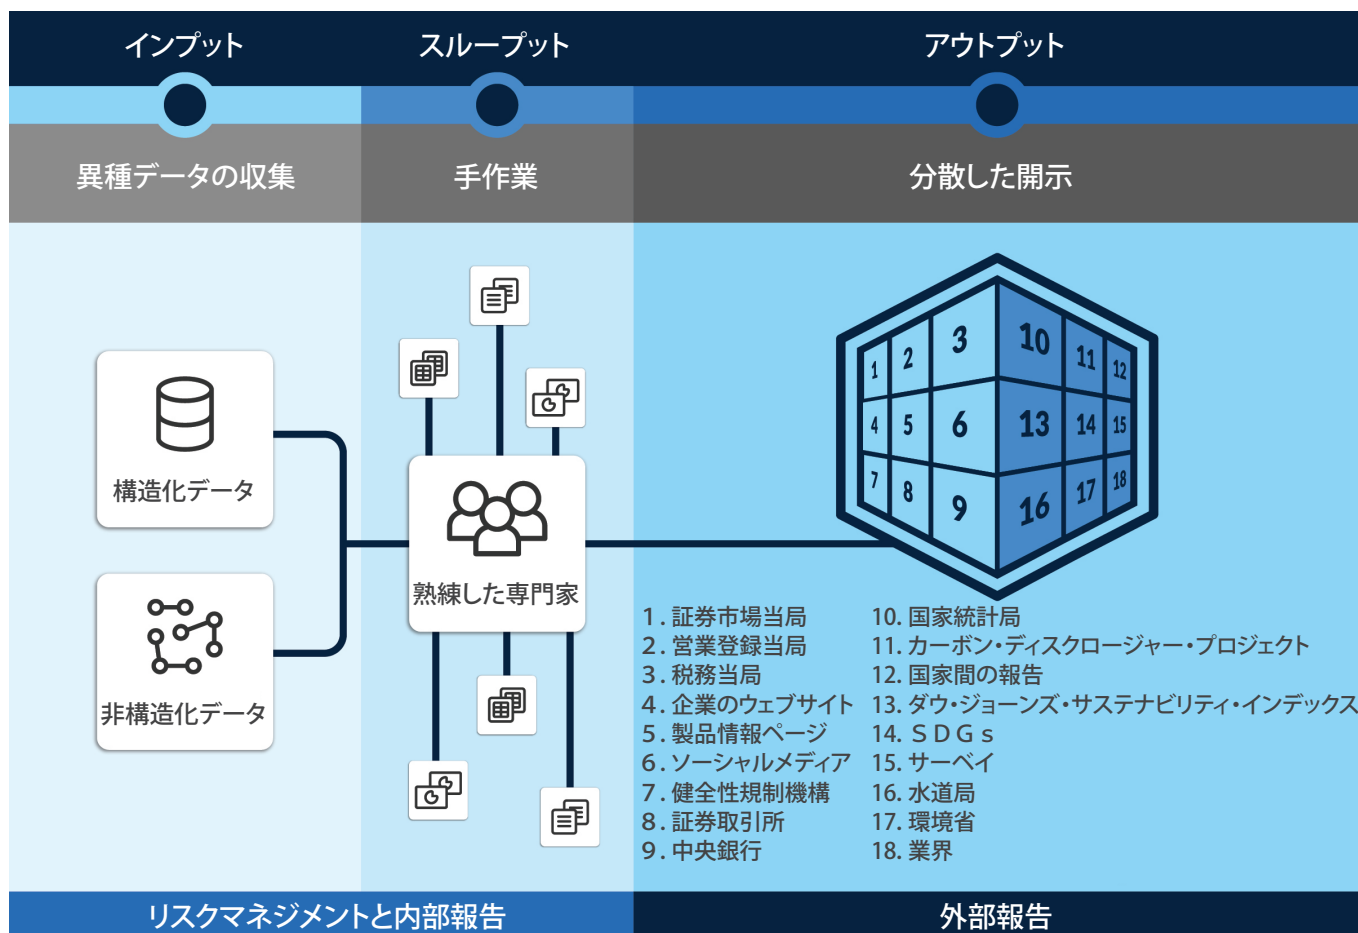 インプット
スループット
アウトプット
異種データの収集
手作業
分散した開示
構造化データ
非構造化データ
熟練した専門家
1 2 3 10 11 12
4 5 6 13 14 15
7 8 9 16 17 18
1. 証券市場当局
2. 営業登録当局
3. 税務当局
4. 企業のウェブサイト
5. 製品情報ページ
6. ソーシャルメディア
7. 健全性規制機構
8. 証券取引所
9. 中央銀行
10. 国家統計局
11. カーボン・ディスクロージャー・プロジェクト
12. 国家間の報告
13. ダウ・ジョーンズ・サステナビリティ・インデックス
14. ＳＤＧｓ
15. サーベイ
16. 水道局
17. 環境省
18. 業界
リスクマネジメントと内部報告
外部報告